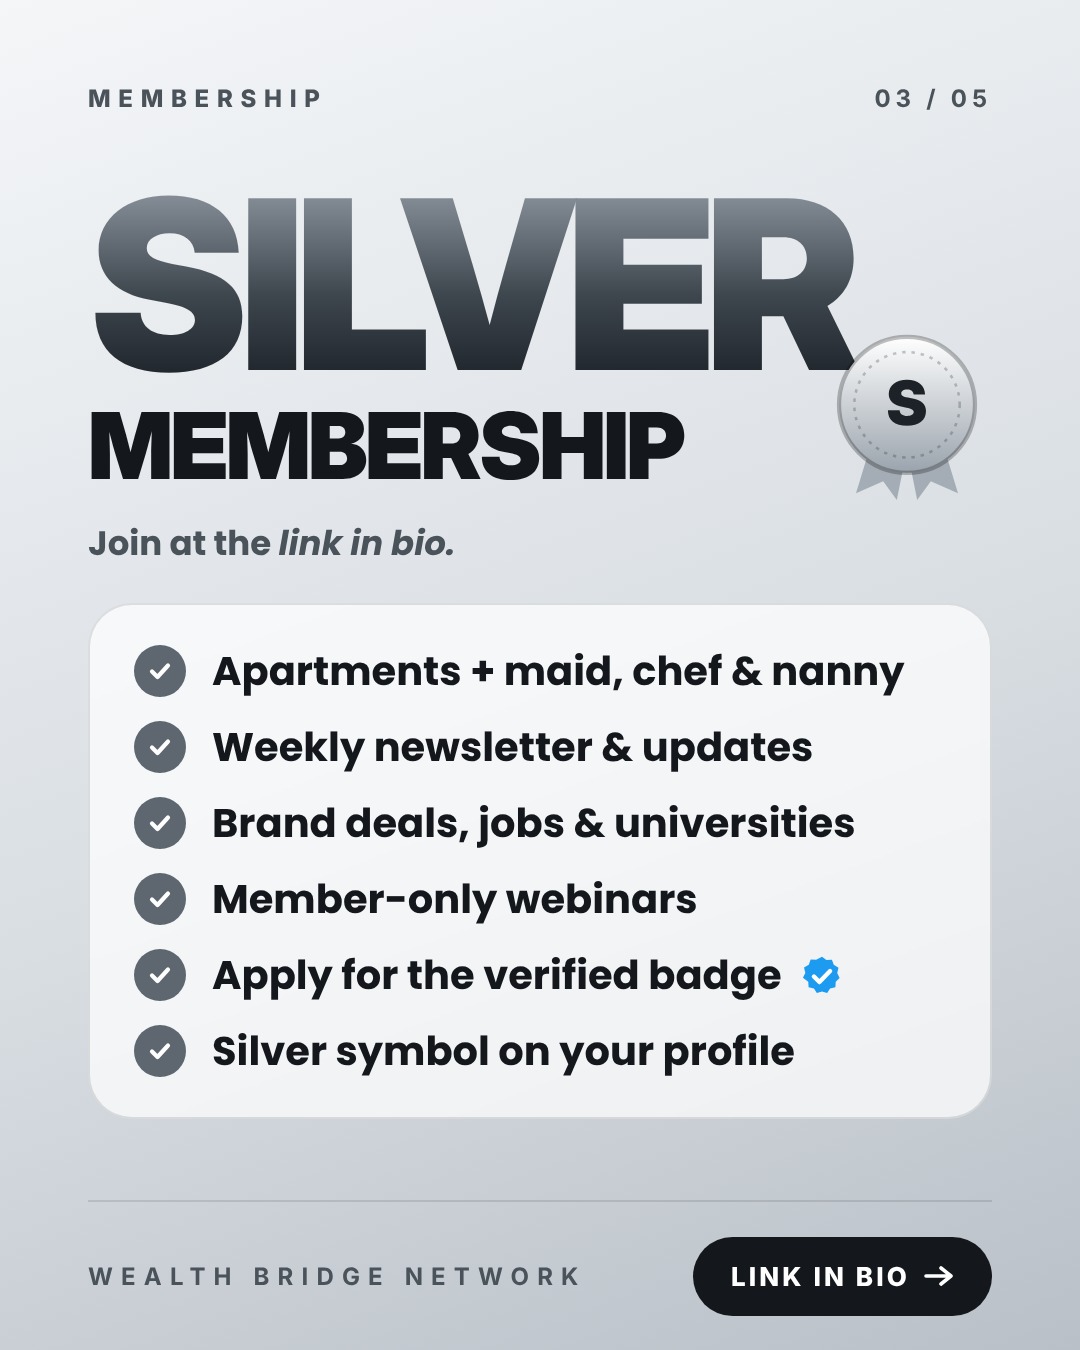 MEMBERSHIP
03 / 05
SILVER
S
MEMBERSHIP
Join at the link in bio.
Apartments + maid, chef & nanny
Weekly newsletter & updates
Brand deals, jobs & universities
Member-only webinars
Apply for the verified badge
Silver symbol on your profile
WEALTH BRIDGE NETWORK
LINK IN BIO →